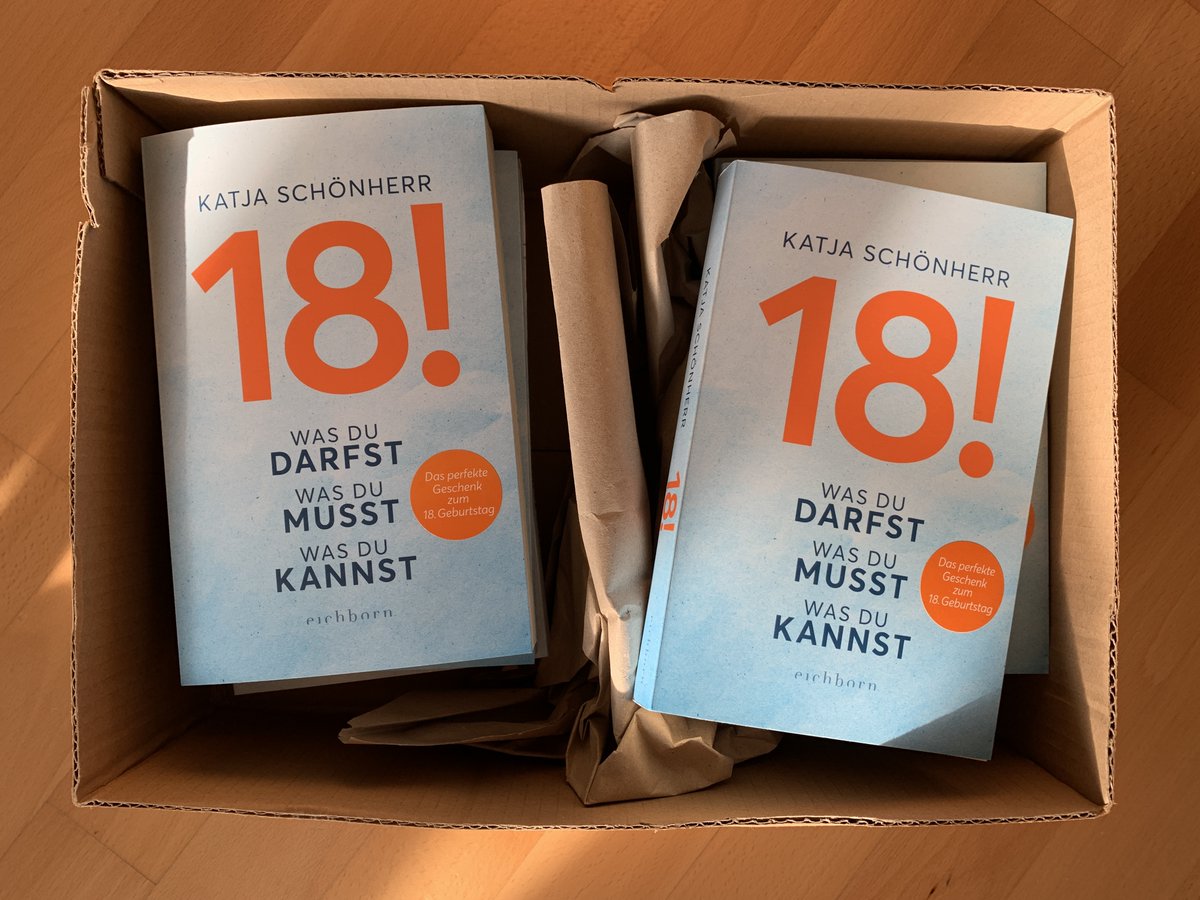 KATJA SCHÖNHERR
18!
WAS DU
DARFST
WAS DU
MUSST
WAS DU
KANNST
Das perfekte
Geschenk
zum
18. Geburtstag
eichborn
KATJA SCHÖNHERR
18!
KATJA SCHÖNHERR
18!
WAS DU
DARFST
WAS DU
MUSST
WAS DU
KANNST
Das perfekte
Geschenk
zum
18. Geburtstag
eichborn